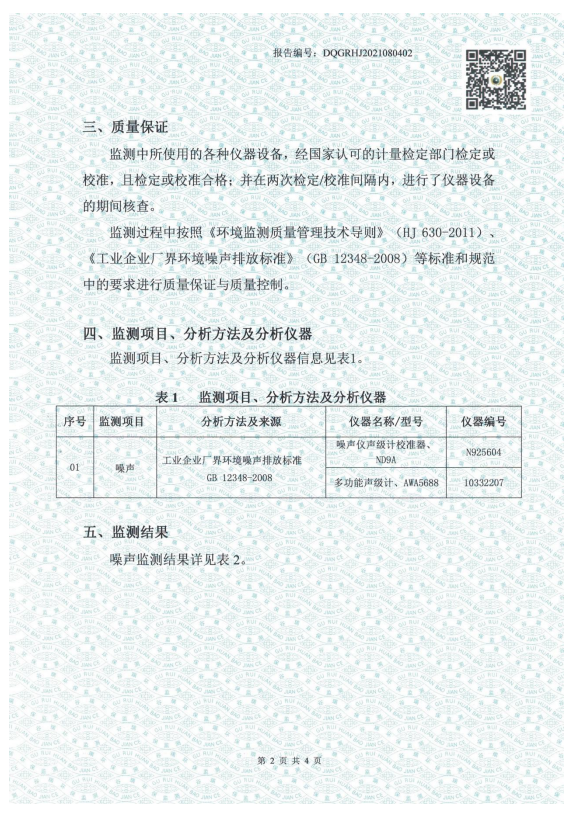 报告编号：DQGRHJ2021080402
三、质量保证
监测中所使用的各种仪器设备，经国家认可的计量检定部门检定或
校准，且检定或校准合格；并在两次检定/校准间隔内，进行了仪器设备
的期间核查。
监测过程中按照《环境监测质量管理技术导则》（HJ 630-2011）、
《工业企业厂界环境噪声排放标准》（GB 12348-2008）等标准和规范
中的要求进行质量保证与质量控制。
四、监测项目、分析方法及分析仪器
监测项目、分析方法及分析仪器信息见表1。
表 1 监测项目、分析方法及分析仪器
序号 监测项目 分析方法及来源 仪器名称/型号 仪器编号
01 噪声 工业企业厂界环境噪声排放标准
GB 12348-2008
噪声仪声级计校准器、
ND9A
N925604
多功能声级计、AWA5688 10332207
五、监测结果
噪声监测结果详见表 2。
第 2 页 共 4 页